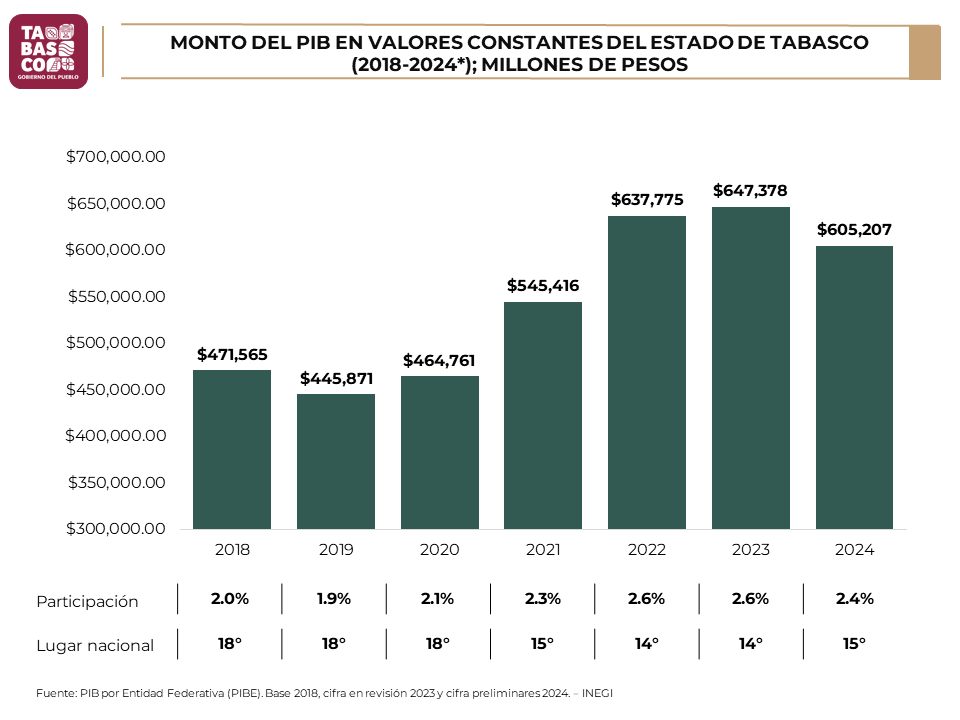 TA
BAS
CO
GOBIERNO DEL PUEBLO
MONTO DEL PIB EN VALORES CONSTANTES DEL ESTADO DE TABASCO
(2018-2024*); MILLONES DE PESOS
$700,000.00
$650,000.00
$600,000.00
$550,000.00
$500,000.00
$450,000.00
$400,000.00
$350,000.00
$300,000.00
$471,565
$445,871
$464,761
$545,416
$637,775
$647,378
$605,207
2018 2019 2020 2021 2022 2023 2024
Participación 2.0% 1.9% 2.1% 2.3% 2.6% 2.6% 2.4%
Lugar nacional 18° 18° 18° 15° 14° 14° 15°
Fuente: PIB por Entidad Federativa (PIBE). Base 2018, cifra en revisión 2023 y cifra preliminares 2024. – INEGI